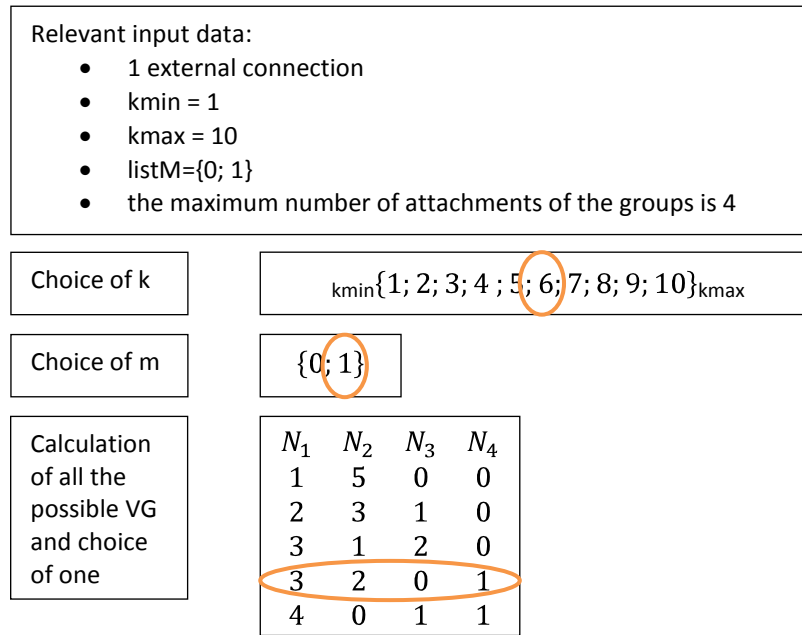 Relevant input data:
• 1 external connection
• kmin = 1
• kmax = 10
• listM={0; 1}
• the maximum number of attachments of the groups is 4
Choice of k
kmin{1; 2; 3; 4 ; 5; 6; 7; 8; 9; 10}kmax
Choice of m
{0; 1}
Calculation
of all the
possible VG
and choice
of one
N1 N2 N3 N4
1 5 0 0
2 3 1 0
3 1 2 0
3 2 0 1
4 0 1 1